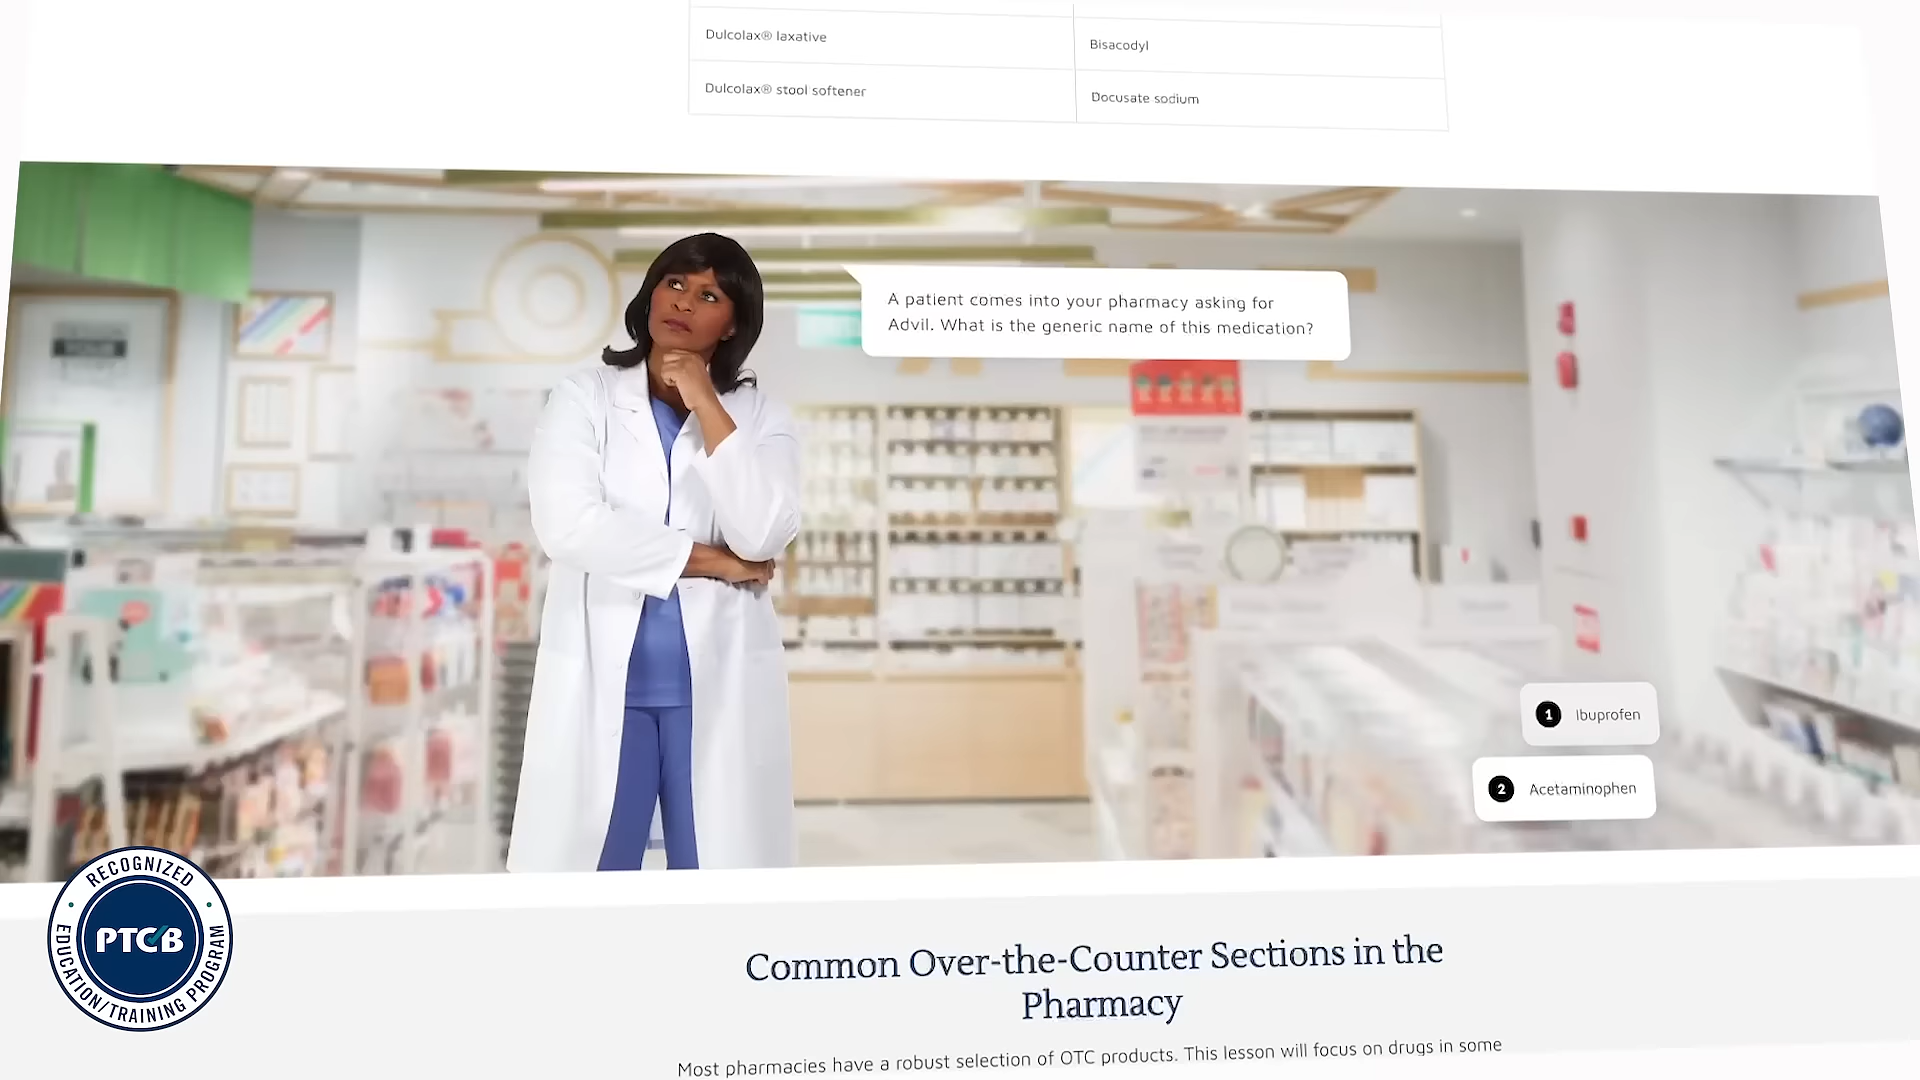 Dulcolax® laxative
Bisacodyl
Dulcolax® stool softener
Docusate sodium
A patient comes into your pharmacy asking for
Advil. What is the generic name of this medication?
1 Ibuprofen
2 Acetaminophen
RECOGNIZED
PTCB
EDUCATION/TRAINING PROGRAM
Common Over-the-Counter Sections in the
Pharmacy
Most pharmacies have a robust selection of OTC products. This lesson will focus on drugs in some